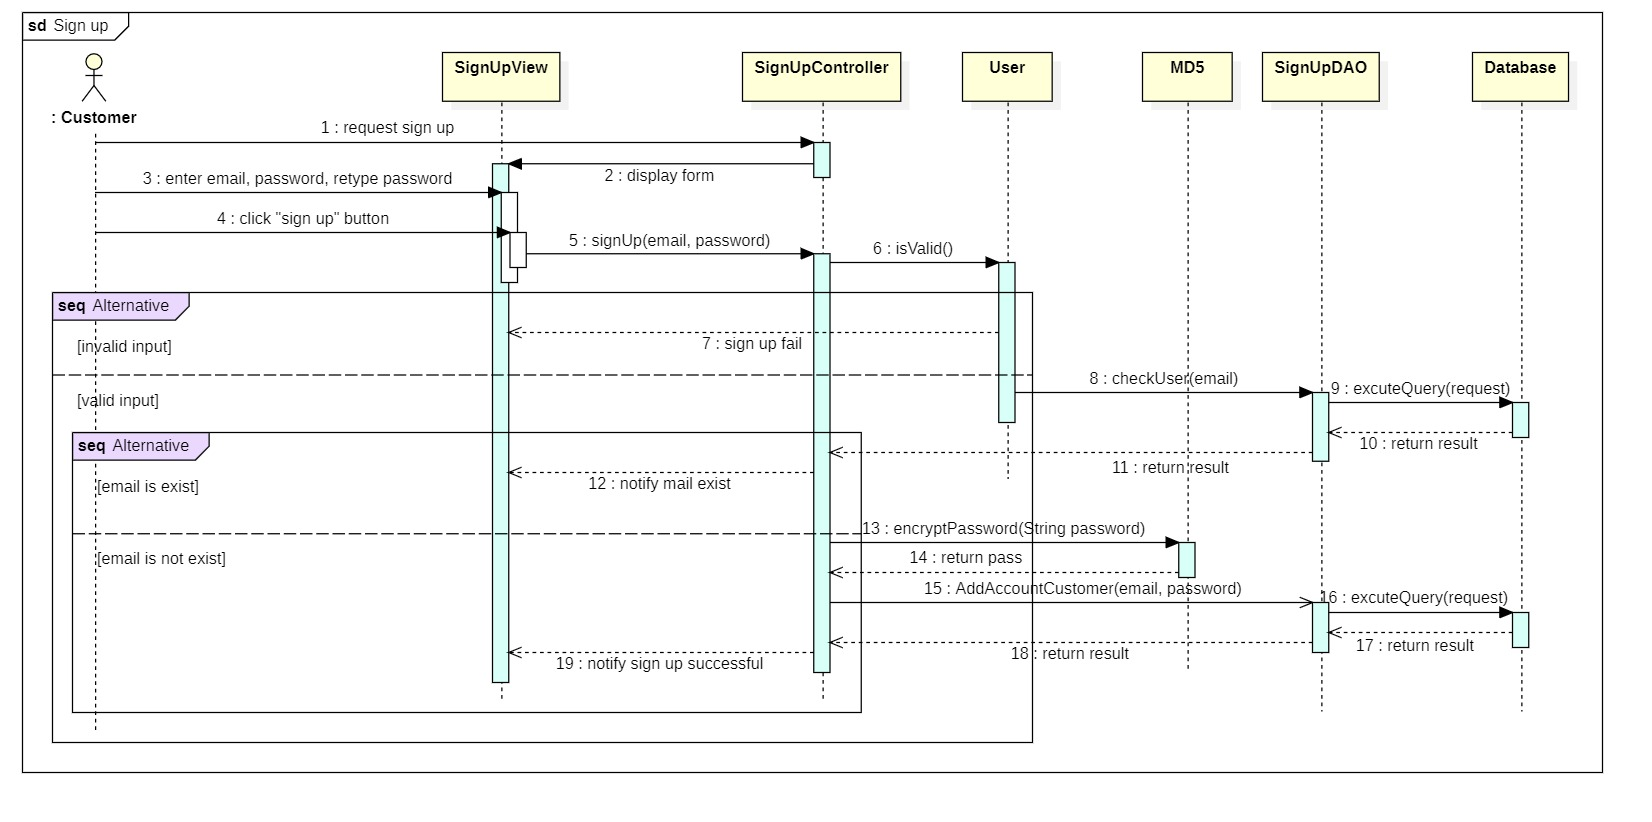 sd Sign up
SignUpView
SignUpController
User
MD5
SignUpDAO
Database
: Customer
1 : request sign up
2 : display form
3 : enter email, password, retype password
4 : click "sign up" button
5 : signUp(email, password)
6 : isValid()
seq Alternative
7 : sign up fail
[invalid input]
8 : checkUser(email)
9 : excuteQuery(request)
[valid input]
seq Alternative
10 : return result
11 : return result
12 : notify mail exist
[email is exist]
13 : encryptPassword(String password)
[email is not exist]
14 : return pass
15 : AddAccountCustomer(email, password)
16 : excuteQuery(request)
17 : return result
18 : return result
19 : notify sign up successful